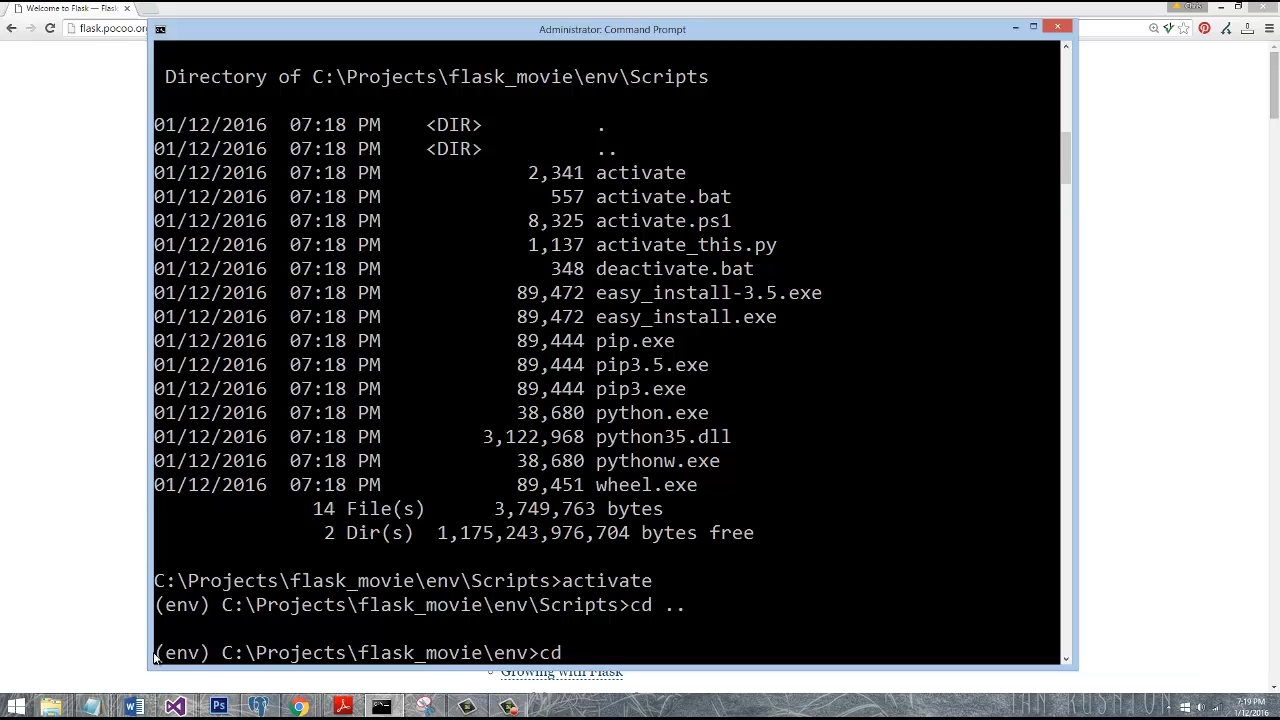 Welcome to Flask — Flask
Chris
flask.pocoo.org
Administrator: Command Prompt
Directory of C:\Projects\flask_movie\env\Scripts
01/12/2016  07:18 PM    <DIR>          .
01/12/2016  07:18 PM    <DIR>          ..
01/12/2016  07:18 PM             2,341 activate
01/12/2016  07:18 PM               557 activate.bat
01/12/2016  07:18 PM             8,325 activate.ps1
01/12/2016  07:18 PM             1,137 activate_this.py
01/12/2016  07:18 PM               348 deactivate.bat
01/12/2016  07:18 PM            89,472 easy_install-3.5.exe
01/12/2016  07:18 PM            89,472 easy_install.exe
01/12/2016  07:18 PM            89,444 pip.exe
01/12/2016  07:18 PM            89,444 pip3.5.exe
01/12/2016  07:18 PM            89,444 pip3.exe
01/12/2016  07:18 PM            38,680 python.exe
01/12/2016  07:18 PM         3,122,968 python35.dll
01/12/2016  07:18 PM            38,680 pythonw.exe
01/12/2016  07:18 PM            89,451 wheel.exe
14 File(s)      3,749,763 bytes
2 Dir(s)  1,175,243,976,704 bytes free
C:\Projects\flask_movie\env\Scripts>activate
(env) C:\Projects\flask_movie\env\Scripts>cd ..
(env) C:\Projects\flask_movie\env>cd
Growing with Flask
7:19 PM
1/12/2016